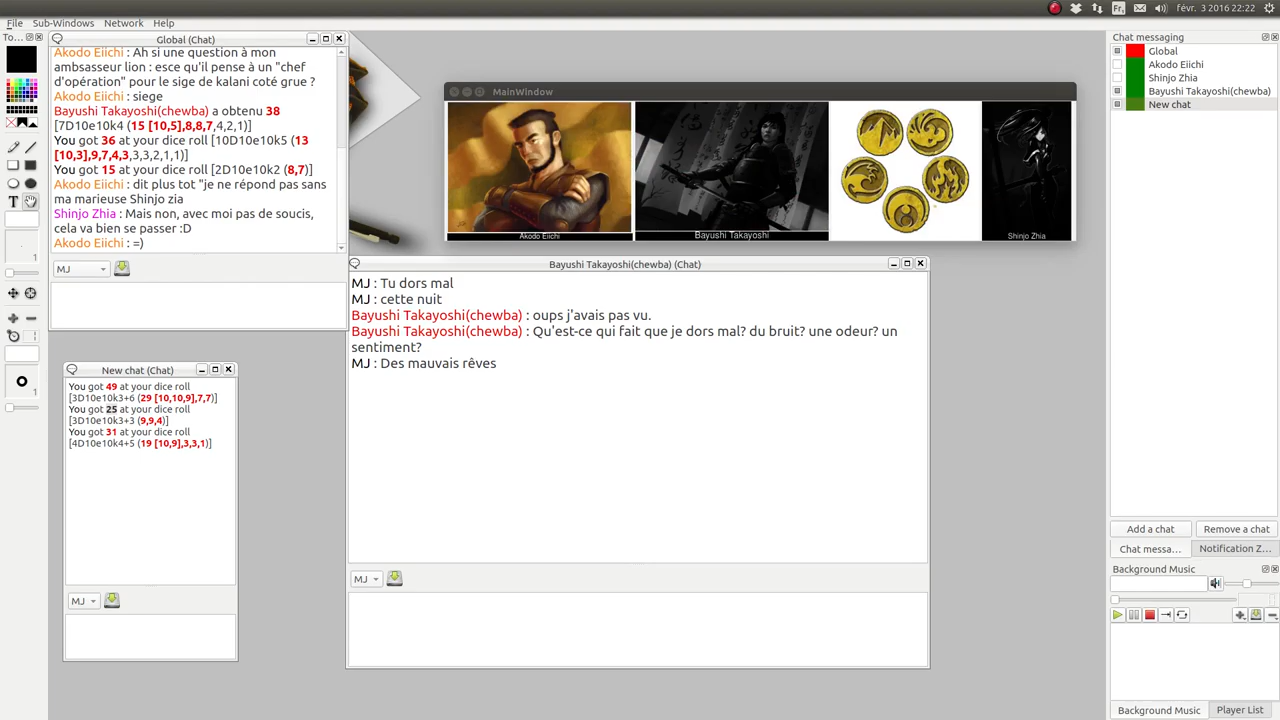 Fr,
févr. 3 2016 22:22
File Sub-Windows Network Help
To...
Global (Chat)
Akodo Eiichi : Ah si une question à mon
ambsasseur lion : esce qu'il pense à un "chef
d'opération" pour le sige de kalani coté grue ?
Akodo Eiichi : siege
Bayushi Takayoshi(chewba) a obtenu 38
[7D10e10k4 (15 [10,5],8,8,7,4,2,1)]
You got 36 at your dice roll [10D10e10k5 (13
[10,3],9,7,4,3,3,3,2,1,1)]
You got 15 at your dice roll [2D10e10k2 (8,7)]
Akodo Eiichi : dit plus tot "je ne répond pas sans
ma marieuse Shinjo zia
Shinjo Zhia : Mais non, avec moi pas de soucis,
cela va bien se passer :D
Akodo Eiichi : =)
MJ
T
1
1
1
1
New chat (Chat)
You got 49 at your dice roll
[3D10e10k3+6 (29 [10,10,9],7,7)]
You got 25 at your dice roll
[3D10e10k3+3 (9,9,4)]
You got 31 at your dice roll
[4D10e10k4+5 (19 [10,9],3,3,1)]
MJ
MainWindow
Akodo Eiichi
Bayushi Takayoshi
Shinjo Zhia
Bayushi Takayoshi(chewba) (Chat)
MJ : Tu dors mal
MJ : cette nuit
Bayushi Takayoshi(chewba) : oups j'avais pas vu.
Bayushi Takayoshi(chewba) : Qu'est-ce qui fait que je dors mal? du bruit? une odeur? un
sentiment?
MJ : Des mauvais rêves
MJ
Chat messaging
Global
Akodo Eiichi
Shinjo Zhia
Bayushi Takayoshi(chewba)
New chat
Add a chat
Remove a chat
Chat messa...
Notification Z...
Background Music
Background Music
Player List